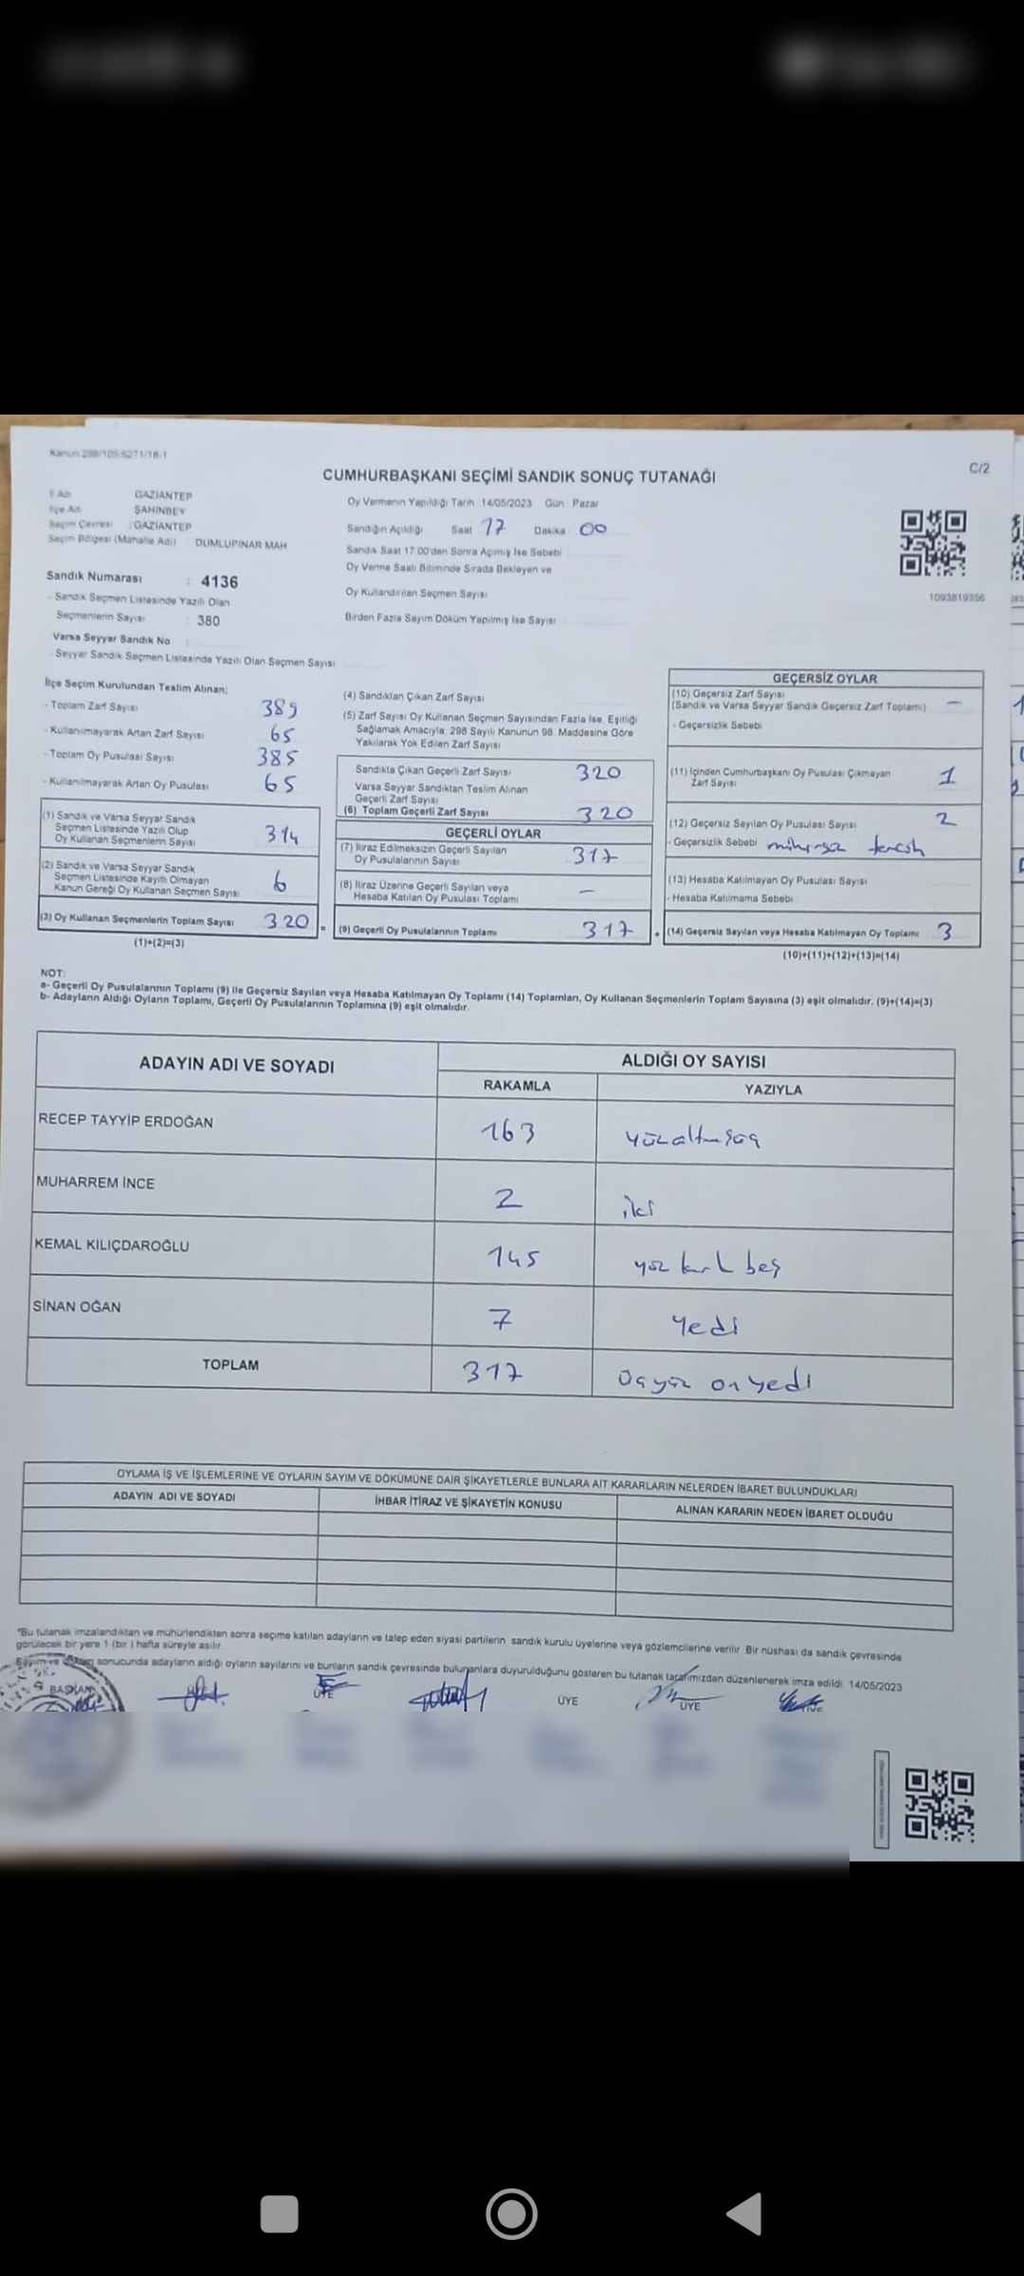 Kanun 298/105-6271/18-1
C/2
CUMHURBAŞKANI SEÇİMİ SANDIK SONUÇ TUTANAĞI
İl Adı GAZİANTEP
İlçe Adı ŞAHİNBEY
Seçim Çevresi : GAZİANTEP
Seçim Bölgesi (Mahalle Adı) DUMLUPINAR MAH
Sandık Numarası : 4136
- Sandık Seçmen Listesinde Yazılı Olan
Seçmenlerin Sayısı : 380
Varsa Seyyar Sandık No
- Seyyar Sandık Seçmen Listesinde Yazılı Olan Seçmen Sayısı
Oy Vermenin Yapıldığı Tarih 14/05/2023 Gün Pazar
Sandığın Açıldığı Saat 17 Dakika 00
Sandık Saat 17.00'den Sonra Açılmış İse Sebebi
Oy Verme Saati Bitiminde Sırada Bekleyen ve
Oy Kullandırılan Seçmen Sayısı
Birden Fazla Sayım Döküm Yapılmış İse Sayısı
1093819356
İlçe Seçim Kurulundan Teslim Alınan;
- Toplam Zarf Sayısı 389
- Kullanılmayarak Artan Zarf Sayısı 65
- Toplam Oy Pusulası Sayısı 385
- Kullanılmayarak Artan Oy Pusulası 65
(1) Sandık ve Varsa Seyyar Sandık
Seçmen Listesinde Yazılı Olup
Oy Kullanan Seçmenlerin Sayısı 314
(2) Sandık ve Varsa Seyyar Sandık
Seçmen Listesinde Kayıtlı Olmayan
Kanun Gereği Oy Kullanan Seçmen Sayısı 6
(3) Oy Kullanan Seçmenlerin Toplam Sayısı 320 =
(1)+(2)=(3)
(4) Sandıktan Çıkan Zarf Sayısı
(5) Zarf Sayısı Oy Kullanan Seçmen Sayısından Fazla İse, Eşitliği
Sağlamak Amacıyla; 298 Sayılı Kanunun 98. Maddesine Göre
Yakılarak Yok Edilen Zarf Sayısı
Sandıkta Çıkan Geçerli Zarf Sayısı 320
Varsa Seyyar Sandıktan Teslim Alınan
Geçerli Zarf Sayısı
(6) Toplam Geçerli Zarf Sayısı 320
GEÇERLİ OYLAR
(7) İtiraz Edilmeksizin Geçerli Sayılan
Oy Pusulalarının Sayısı 317
(8) İtiraz Üzerine Geçerli Sayılan veya
Hesaba Katılan Oy Pusulası Toplamı –
(9) Geçerli Oy Pusulalarının Toplamı 317 +
GEÇERSİZ OYLAR
(10) Geçersiz Zarf Sayısı
(Sandık ve Varsa Seyyar Sandık Geçersiz Zarf Toplamı) –
- Geçersizlik Sebebi
(11) İçinden Cumhurbaşkanı Oy Pusulası Çıkmayan
Zarf Sayısı 1
(12) Geçersiz Sayılan Oy Pusulası Sayısı 2
- Geçersizlik Sebebi
(13) Hesaba Katılmayan Oy Pusulası Sayısı
- Hesaba Katılmama Sebebi
(14) Geçersiz Sayılan veya Hesaba Katılmayan Oy Toplamı 3
(10)+(11)+(12)+(13)=(14)
NOT:
a- Geçerli Oy Pusulalarının Toplamı (9) ile Geçersiz Sayılan veya Hesaba Katılmayan Oy Toplamı (14) Toplamları, Oy Kullanan Seçmenlerin Toplam Sayısına (3) eşit olmalıdır. (9)+(14)=(3)
b- Adayların Aldığı Oyların Toplamı, Geçerli Oy Pusulalarının Toplamına (9) eşit olmalıdır.
ADAYIN ADI VE SOYADI ALDIĞI OY SAYISI
RAKAMLA YAZIYLA
RECEP TAYYİP ERDOĞAN 163 yüzaltmışüç
MUHARREM İNCE 2 iki
KEMAL KILIÇDAROĞLU 145 yüz kırk beş
SİNAN OĞAN 7 Yedi
TOPLAM 317 Üçyüz onyedi
OYLAMA İŞ VE İŞLEMLERİNE VE OYLARIN SAYIM VE DÖKÜMÜNE DAİR ŞİKAYETLERLE BUNLARA AİT KARARLARIN NELERDEN İBARET BULUNDUKLARI
ADAYIN ADI VE SOYADI İHBAR İTİRAZ VE ŞİKAYETİN KONUSU ALINAN KARARIN NEDEN İBARET OLDUĞU
*Bu tutanak imzalandıktan ve mühürlendikten sonra seçime katılan adayların ve talep eden siyasi partilerin sandık kurulu üyelerine veya gözlemcilerine verilir. Bir nüshası da sandık çevresinde
görülecek bir yere 1 (bir) hafta süreyle asılır.
Sayım ve döküm sonucunda adayların aldığı oyların sayılarını ve bunların sandık çevresinde bulunanlara duyurulduğunu gösteren bu tutanak tarafımızdan düzenlenerek imza edildi. 14/05/2023
BAŞKAN ÜYE ÜYE ÜYE